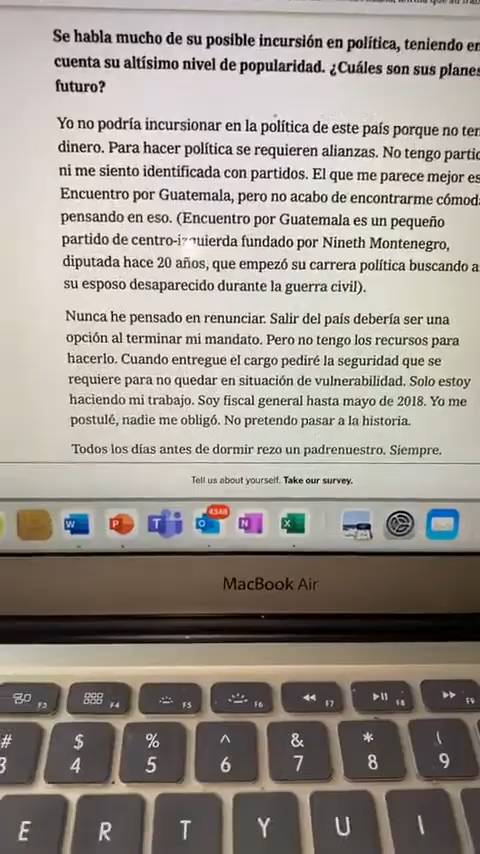 Se habla mucho de su posible incursión en política, teniendo en
cuenta su altísimo nivel de popularidad. ¿Cuáles son sus planes
futuro?
Yo no podría incursionar en la política de este país porque no
dinero. Para hacer política se requieren alianzas. No tengo
ni me siento identificada con partidos. El que me parece mejor es
Encuentro por Guatemala, pero no acabo de encontrarme
pensando en eso. (Encuentro por Guatemala es un pequeño
partido de centro-izquierda fundado por Nineth Montenegro,
diputada hace 20 años, que empezó su carrera política buscando a
su esposo desaparecido durante la guerra civil).
Nunca he pensado en renunciar. Salir del país debería ser una
opción al terminar mi mandato. Pero no tengo los recursos para
hacerlo. Cuando entregue el cargo pediré la seguridad que se
requiere para no quedar en situación de vulnerabilidad. Solo estoy
haciendo mi trabajo. Soy fiscal general hasta mayo de 2018. Yo me
postulé, nadie me obligó. No pretendo pasar a la historia.
Todos los días antes de dormir rezo un padrenuestro. Siempre.
Tell us about yourself. Take our survey.
W P T O 4348 N X
MacBook Air
F3 F4 F5 F6 F7 F8 F9
# $ % ^ & * (
3 4 5 6 7 8 9
E R T Y U I